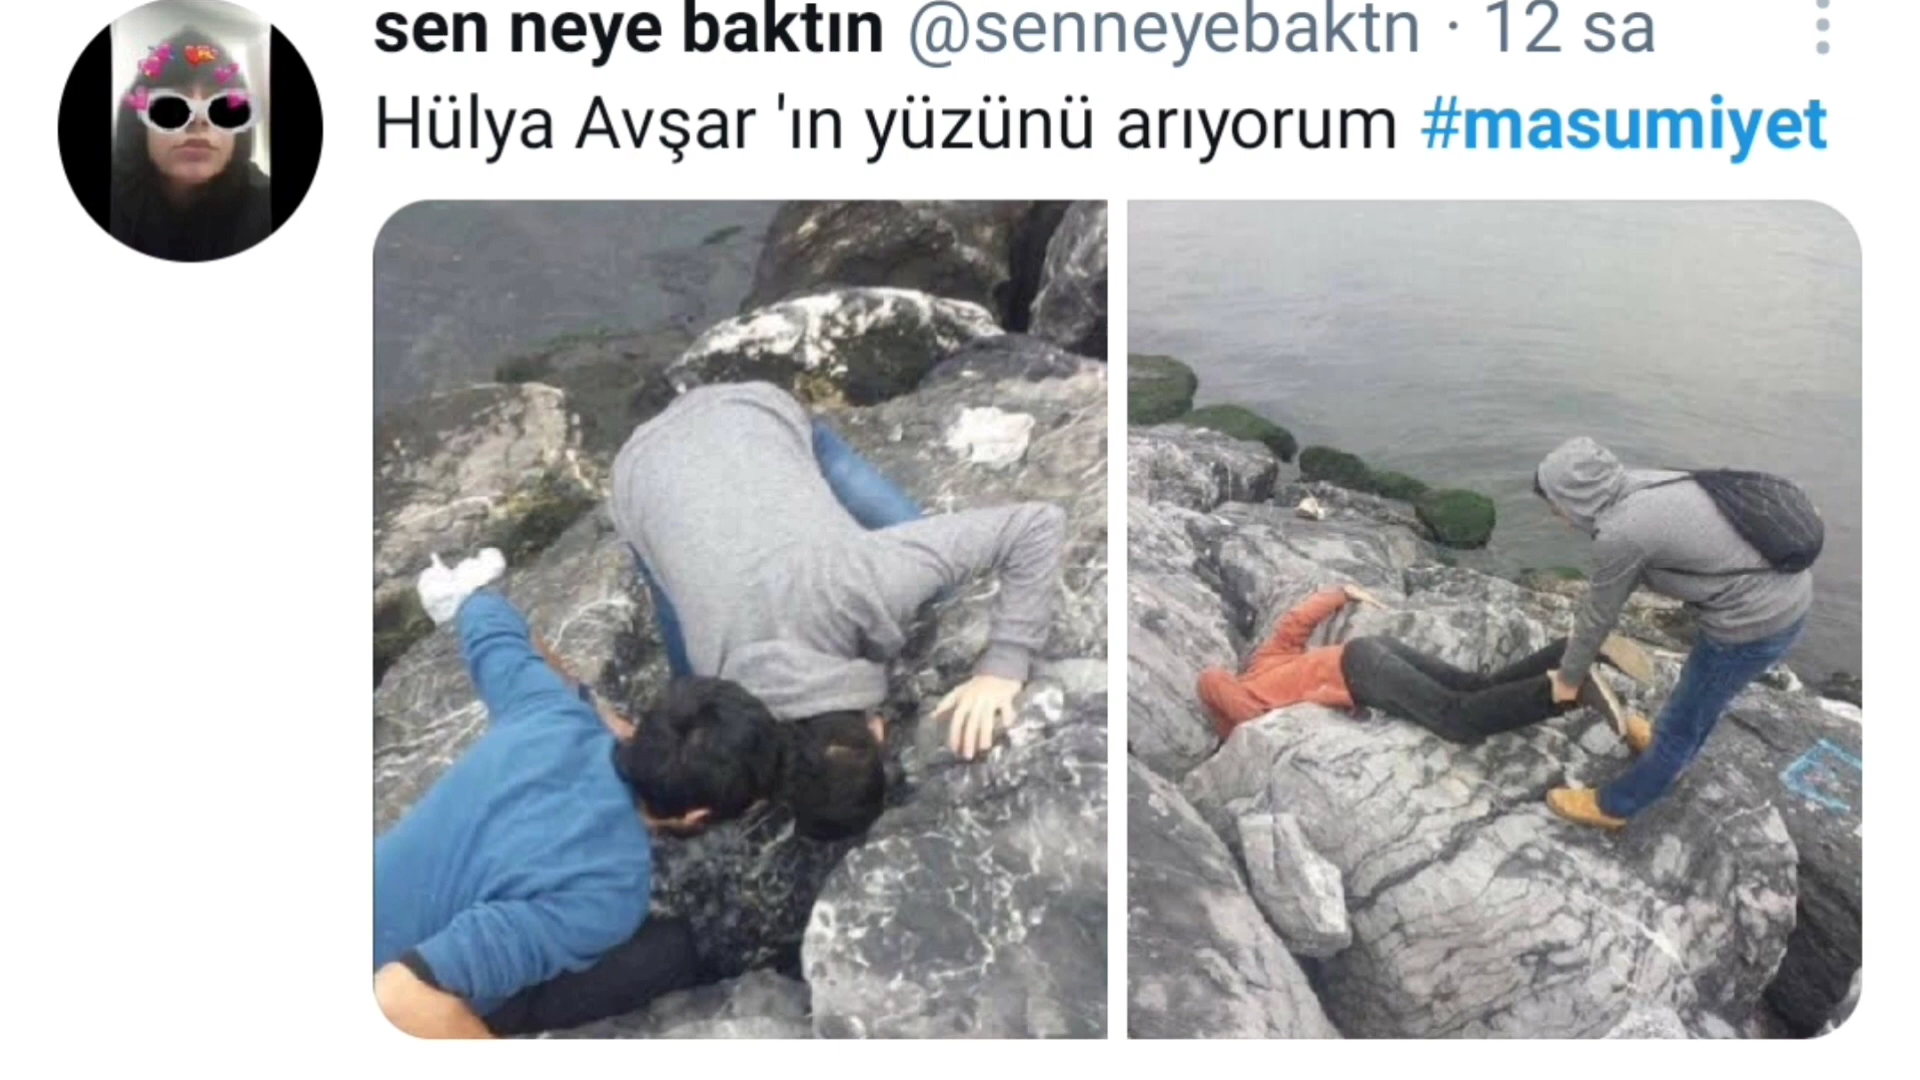 sen neye baktın @senneyebaktn · 12 sa
Hülya Avşar 'ın yüzünü arıyorum #masumiyet